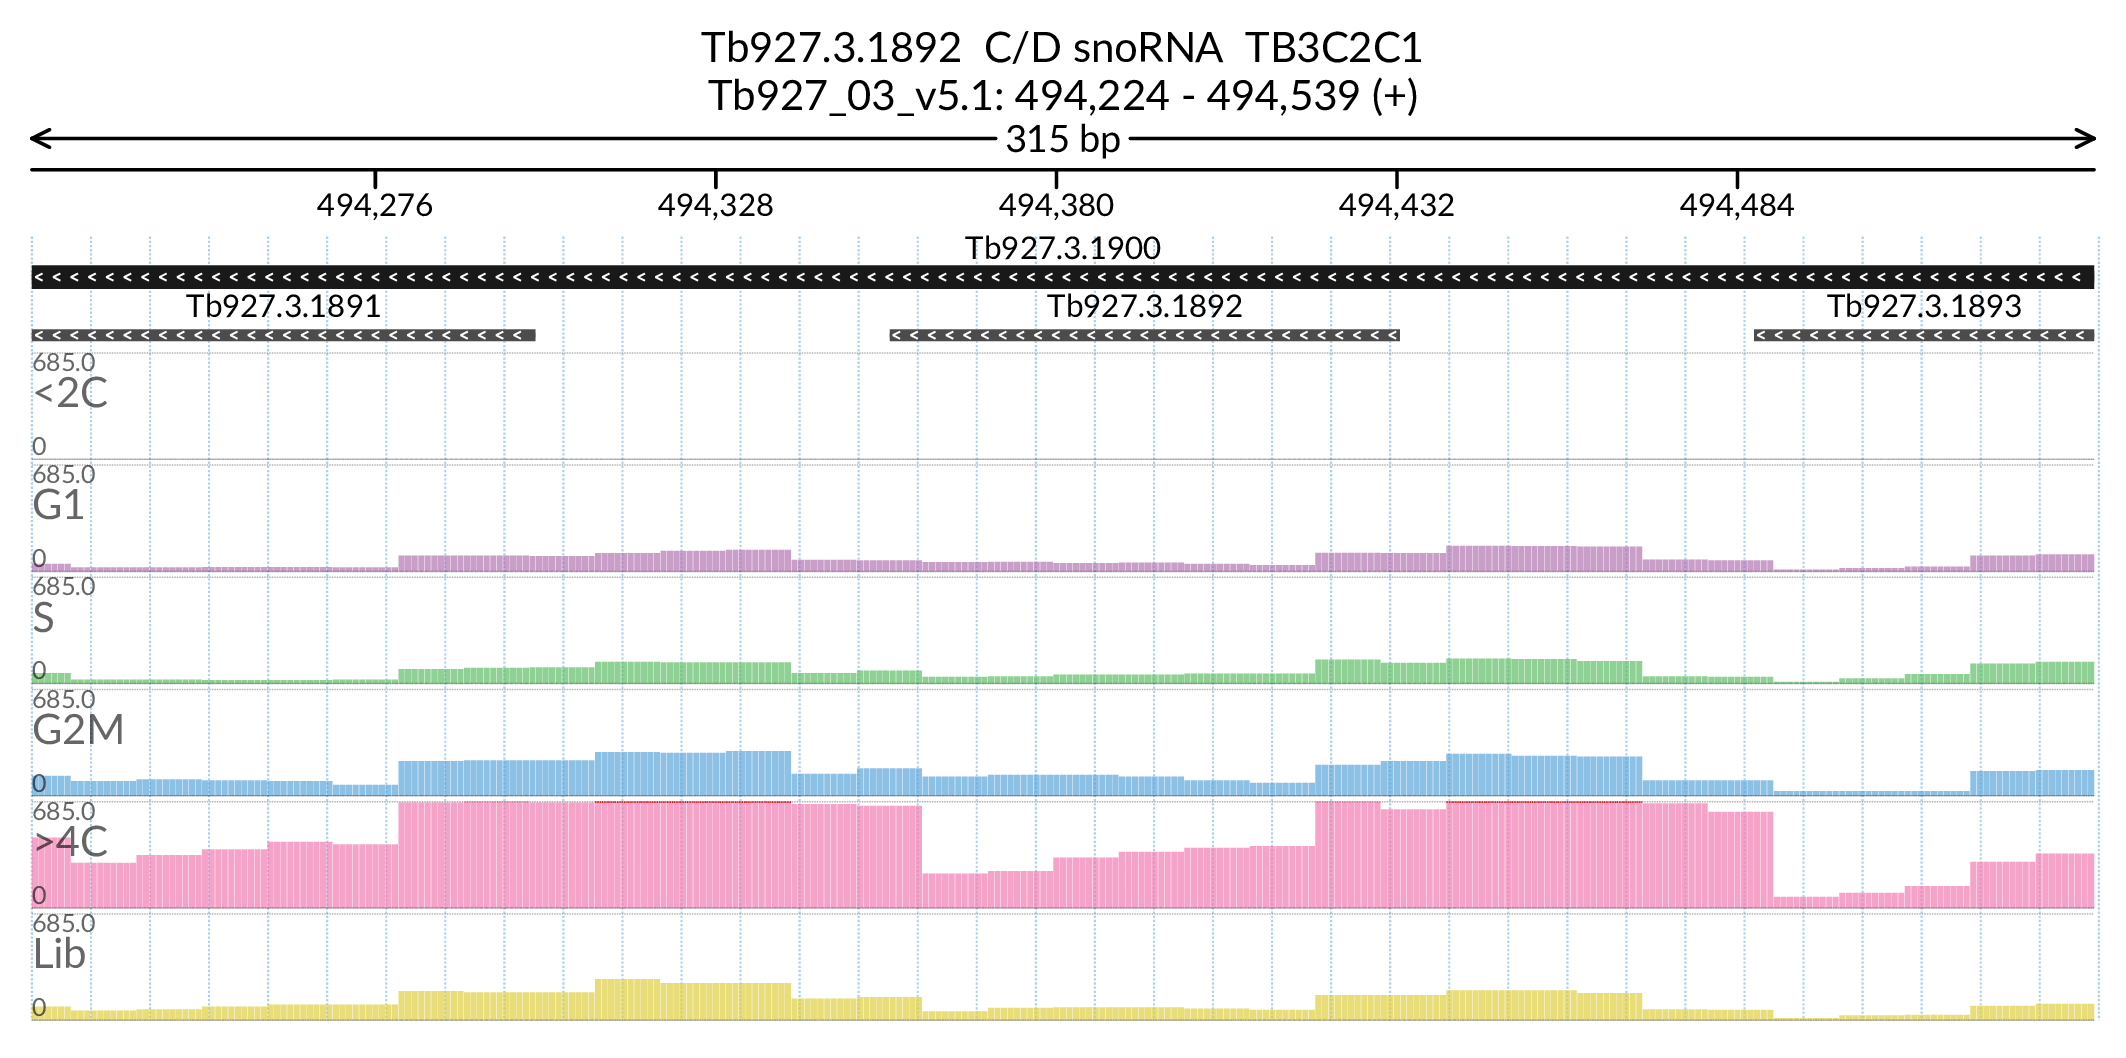 Tb927.3.1892 C/D snoRNA TB3C2C1
Tb927_03_v5.1: 494,224 - 494,539 (+)
315 bp
494,276 494,328 494,380 494,432 494,484
Tb927.3.1900
Tb927.3.1891 Tb927.3.1892 Tb927.3.1893
685.0
<2C
0
685.0
G1
0
685.0
S
0
685.0
G2M
0
685.0
>4C
0
685.0
Lib
0